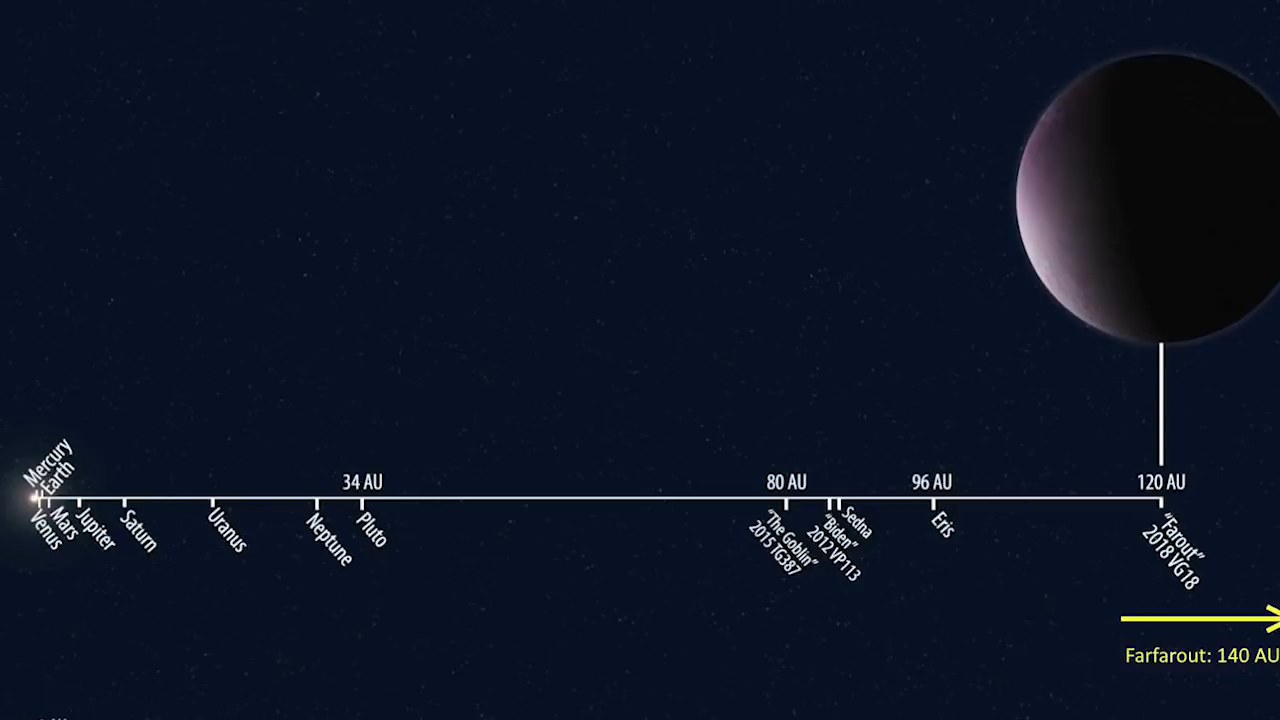 Mercury
Earth
34 AU
80 AU
96 AU
120 AU
Venus
Mars
Jupiter
Saturn
Uranus
Neptune
Pluto
"The Goblin"
2015 TG387
"Biden"
2012 VP113
Sedna
Eris
"Farout"
2018 VG18
Farfarout: 140 AU